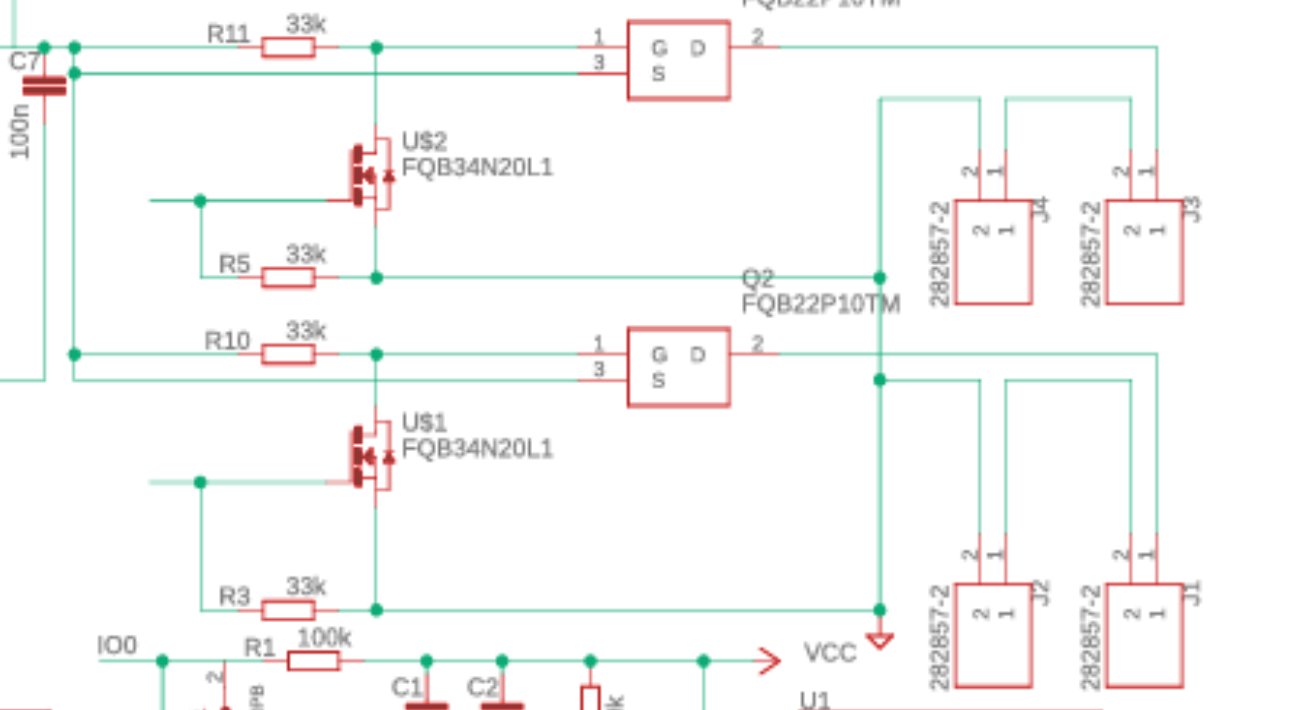 FQB22P10TM
R11
33k
1
G D
2
3
S
C7
100n
U$2
FQB34N20L1
2
1
2
1
282857-2
2
1
J4
282857-2
2
1
J3
R5
33k
Q2
FQB22P10TM
R10
33k
1
G D
2
3
S
U$1
FQB34N20L1
2
1
2
1
282857-2
2
1
J2
282857-2
2
1
J1
R3
33k
IO0
R1
100k
VCC
2
PB
C1
C2
k
U1